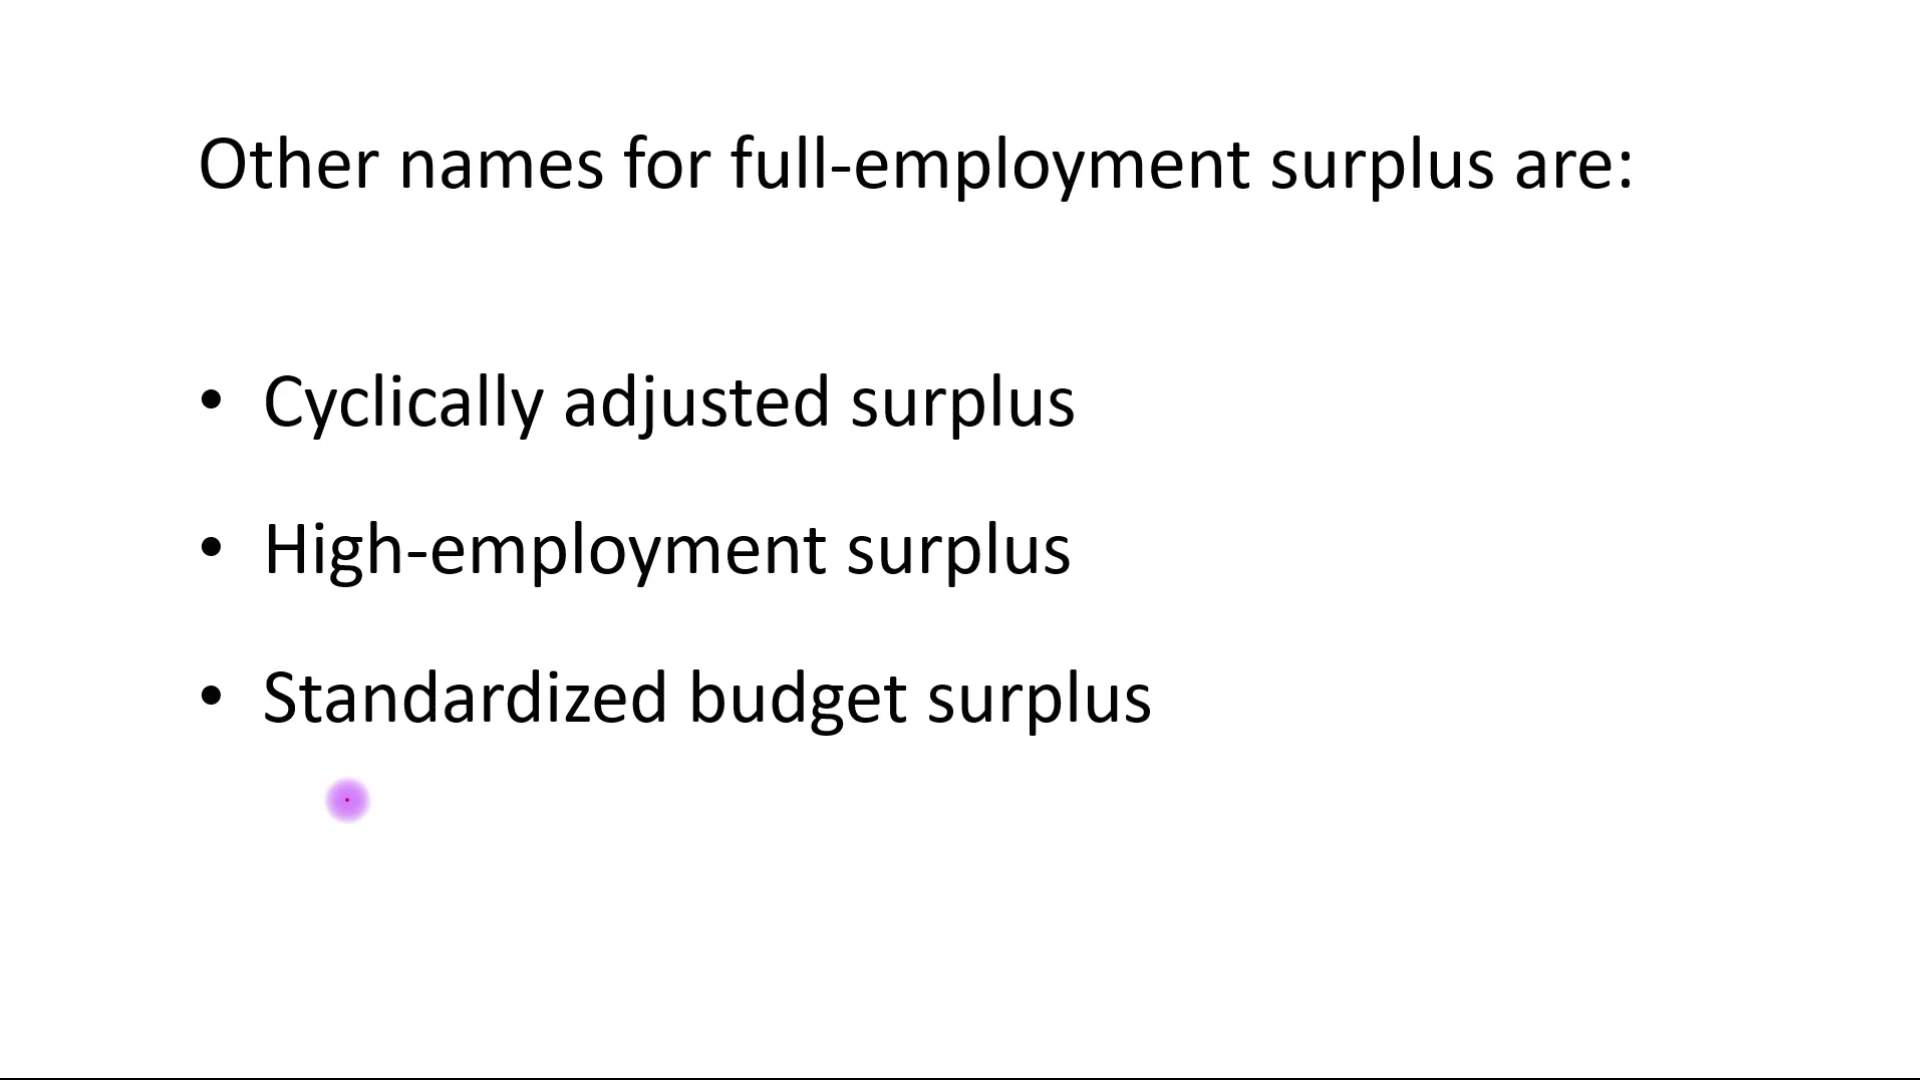 Other names for full-employment surplus are:
• Cyclically adjusted surplus
• High-employment surplus
• Standardized budget surplus